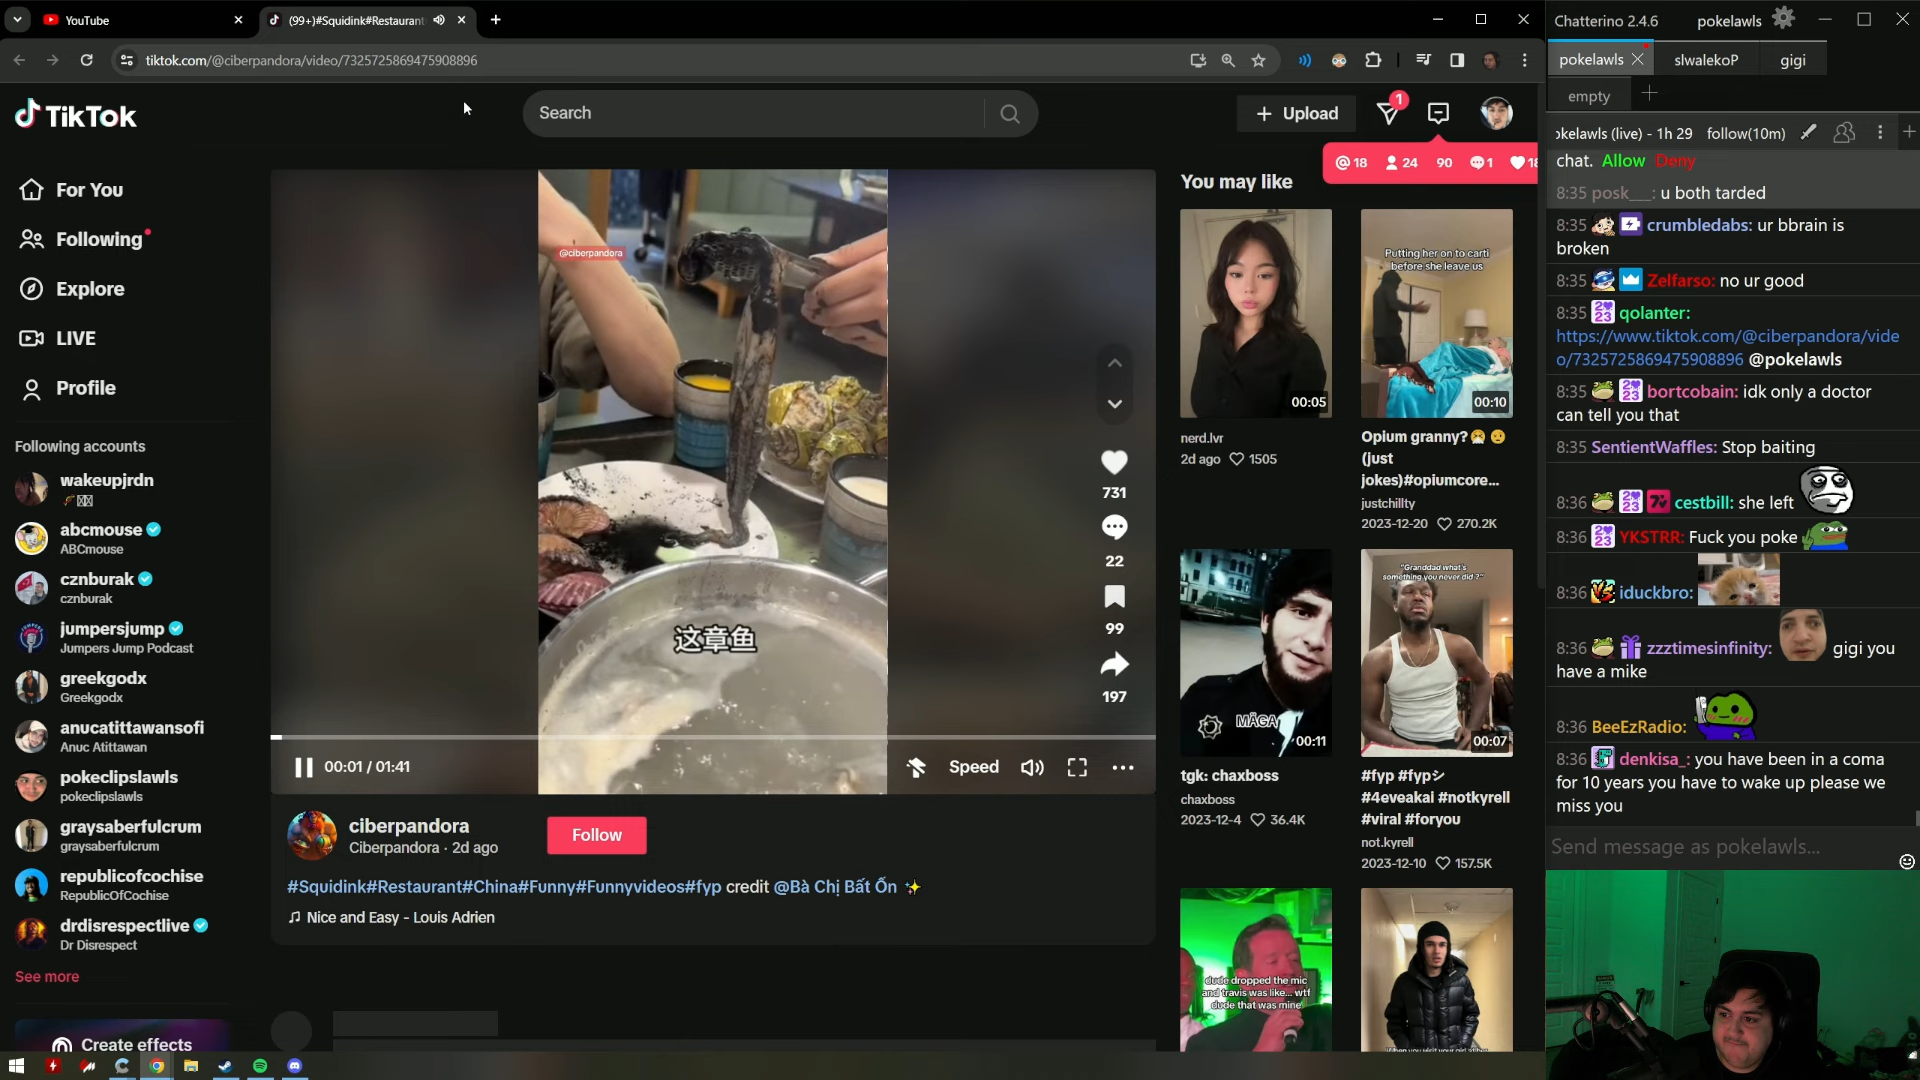 YouTube
(99+)#Squidink#Restaurant
tiktok.com/@ciberpandora/video/7325725869475908896
TikTok
Search
Upload
1
18
24
90
1
For You
Following
Explore
LIVE
Profile
Following accounts
wakeupjrdn
abcmouse
ABCmouse
cznburak
cznburak
jumpersjump
Jumpers Jump Podcast
greekgodx
Greekgodx
anucatittawansofi
Anuc Atittawan
pokeclipslawls
pokeclipslawls
graysaberfulcrum
graysaberfulcrum
republicofcochise
RepublicOfCochise
drdisrespectlive
Dr Disrespect
See more
Create effects
@ciberpandora
这章鱼
731
22
99
197
00:01 / 01:41
Speed
ciberpandora
Ciberpandora · 2d ago
Follow
#Squidink#Restaurant#China#Funny#Funnyvideos#fyp credit @Bà Chị Bất Ổn ✨
♫ Nice and Easy - Louis Adrien
You may like
00:05
nerd.lvr
2d ago ♡ 1505
Putting her on to carti
before she leave us
00:10
Opium granny?😷🙁
(just
jokes)#opiumcore...
justchillty
2023-12-20 ♡ 270.2K
MAGA
00:11
tgk: chaxboss
chaxboss
2023-12-4 ♡ 36.4K
"Granddad what's
something you never did ?"
00:07
#fyp #fypシ
#4eveakai #notkyrell
#viral #foryou
not.kyrell
2023-12-10 ♡ 157.5K
dude dropped the mic
and travis was like... wtf
dude that was mine
Chatterino 2.4.6
pokelawls
pokelawls
slwalekoP
gigi
empty
okelawls (live) - 1h 29
follow(10m)
chat. Allow Deny
8:35 posk___: u both tarded
8:35 crumbledabs: ur bbrain is
broken
8:35 Zelfarso: no ur good
8:35 qolanter:
https://www.tiktok.com/@ciberpandora/vide
o/7325725869475908896 @pokelawls
8:35 bortcobain: idk only a doctor
can tell you that
8:35 SentientWaffles: Stop baiting
8:36 cestbill: she left
8:36 YKSTRR: Fuck you poke
8:36 iduckbro:
8:36 zzztimesinfinity: gigi you
have a mike
8:36 BeeEzRadio:
8:36 denkisa_: you have been in a coma
for 10 years you have to wake up please we
miss you
Send message as pokelawls...